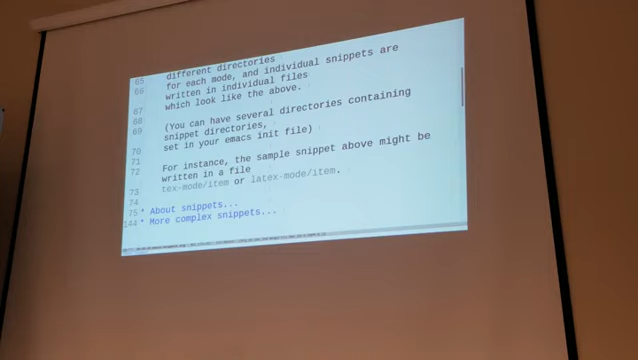 65 different directories
66 for each mode, and individual snippets are
written in individual files
67 which look like the above.
68
69 (You can have several directories containing
snippet directories,
70 set in your emacs init file)
71
72 For instance, the sample snippet above might be
written in a file
73 tex-mode/item or latex-mode/item.
74
75 * About snippets...
144 * More complex snippets...